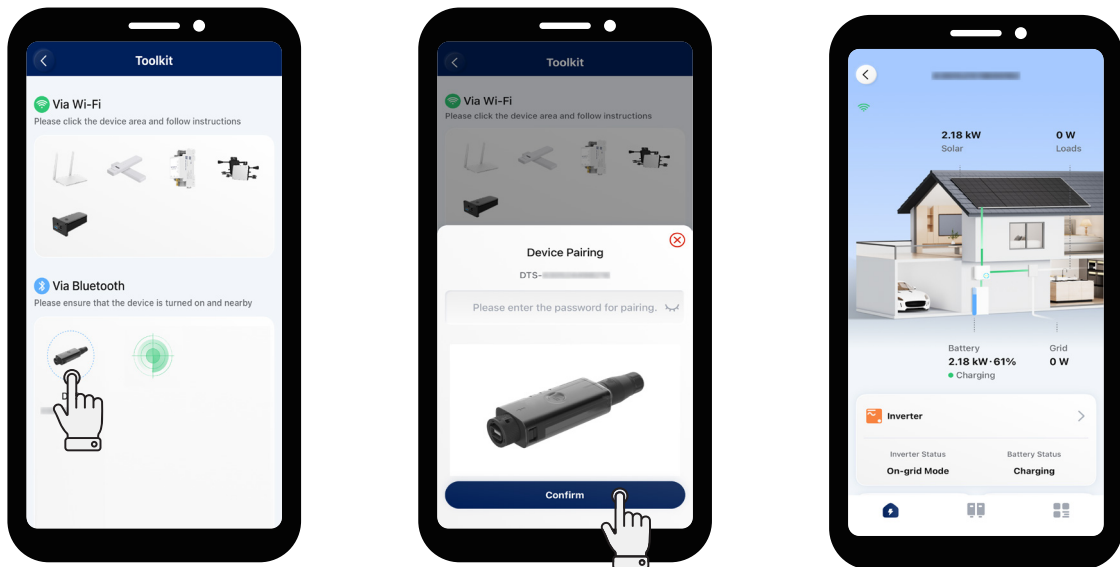 Toolkit
Via Wi-Fi
Please click the device area and follow instructions
Via Bluetooth
Please ensure that the device is turned on and nearby
Toolkit
Via Wi-Fi
Please click the device area and follow instructions
Device Pairing
DTS-
Please enter the password for pairing.
Confirm
2.18 kW
Solar
0 W
Loads
Battery
2.18 kW·61%
Charging
Grid
0 W
Inverter
Inverter Status
On-grid Mode
Battery Status
Charging